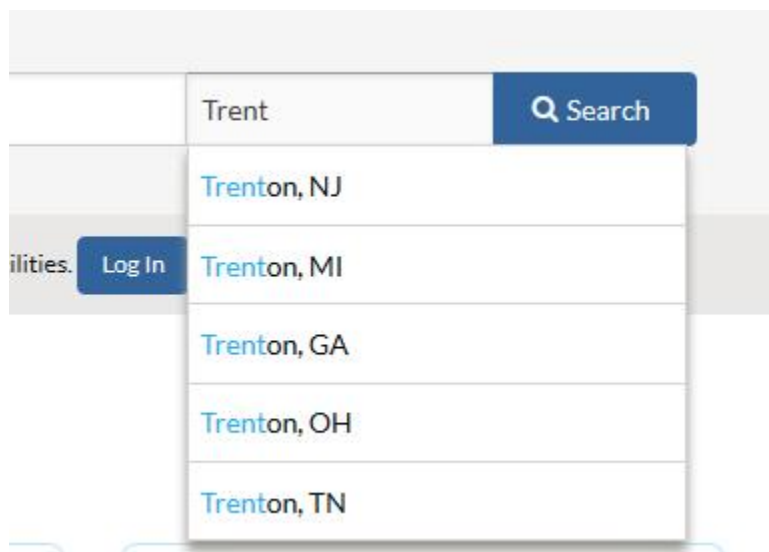 Trent
Search
Trenton, NJ
ilities. Log In
Trenton, MI
Trenton, GA
Trenton, OH
Trenton, TN